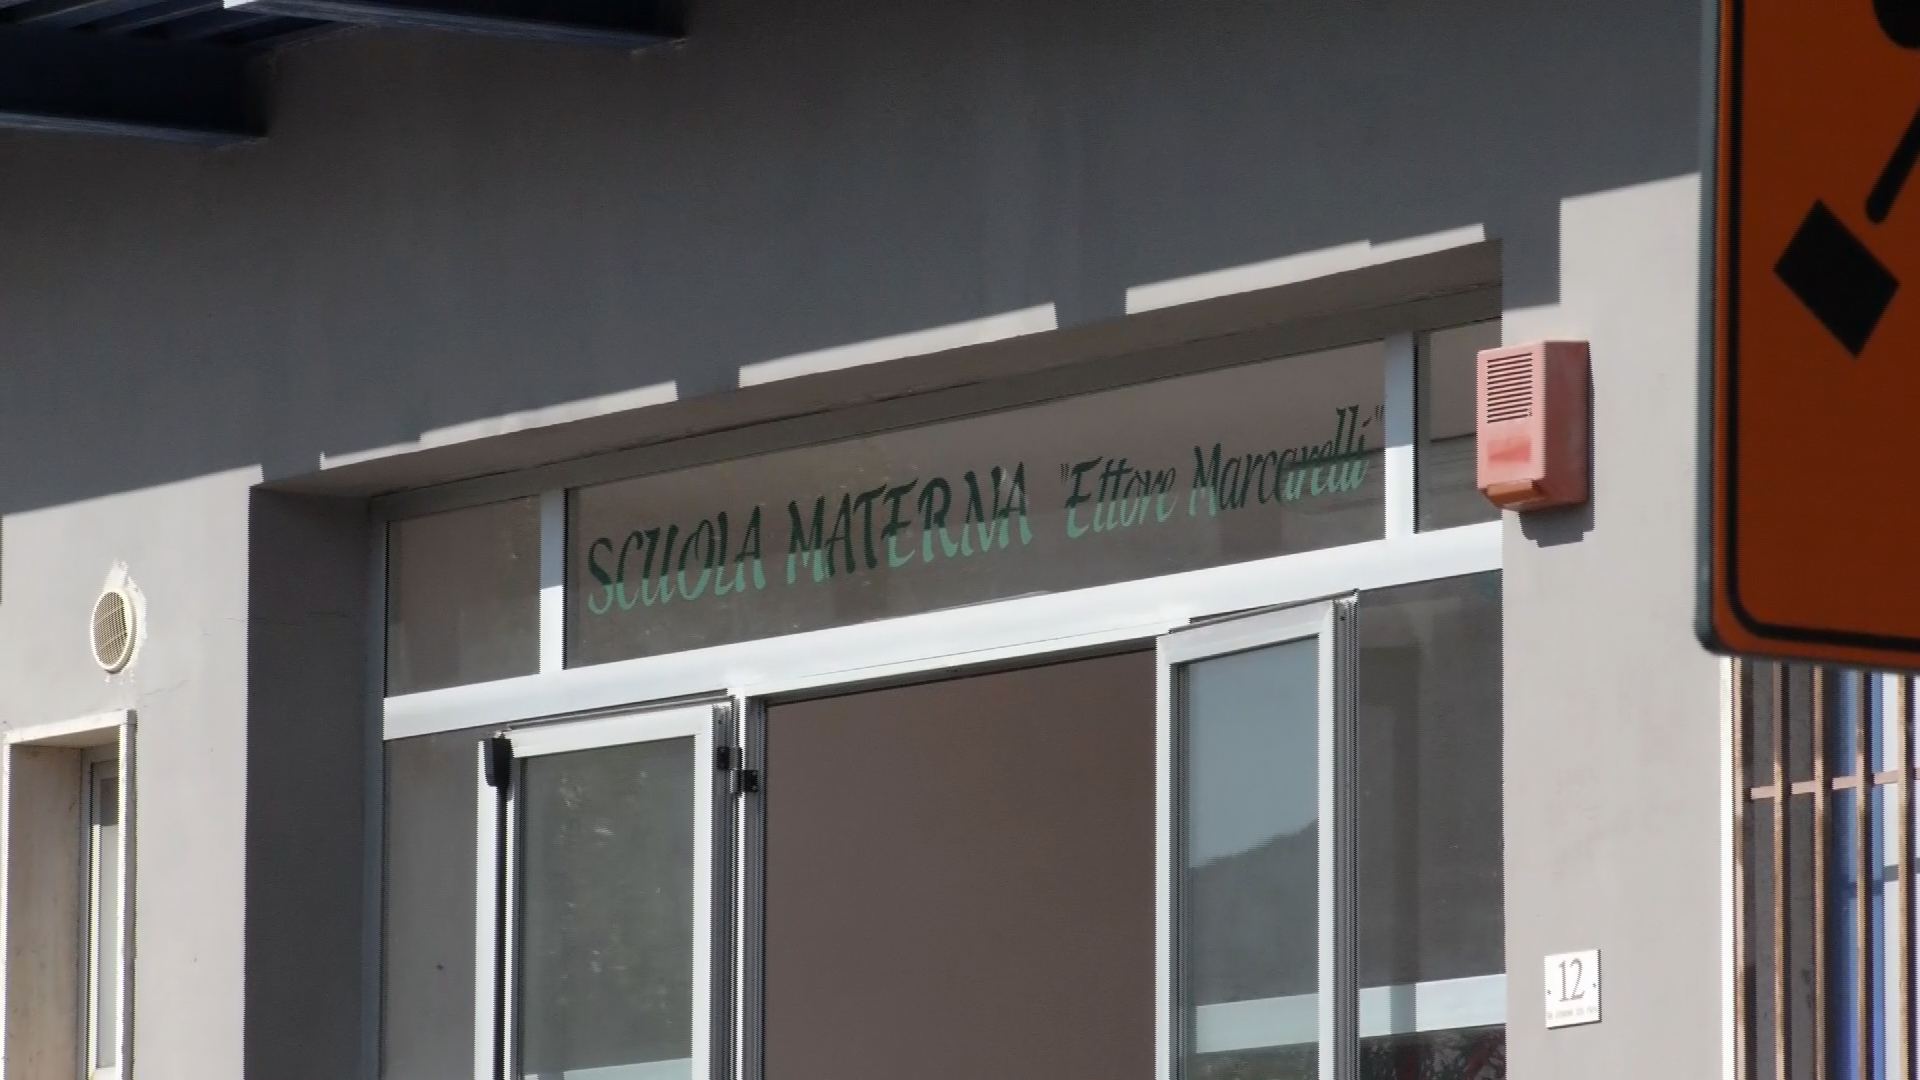 SCUOLA MATERNA "Ettore Marcarelli"
12